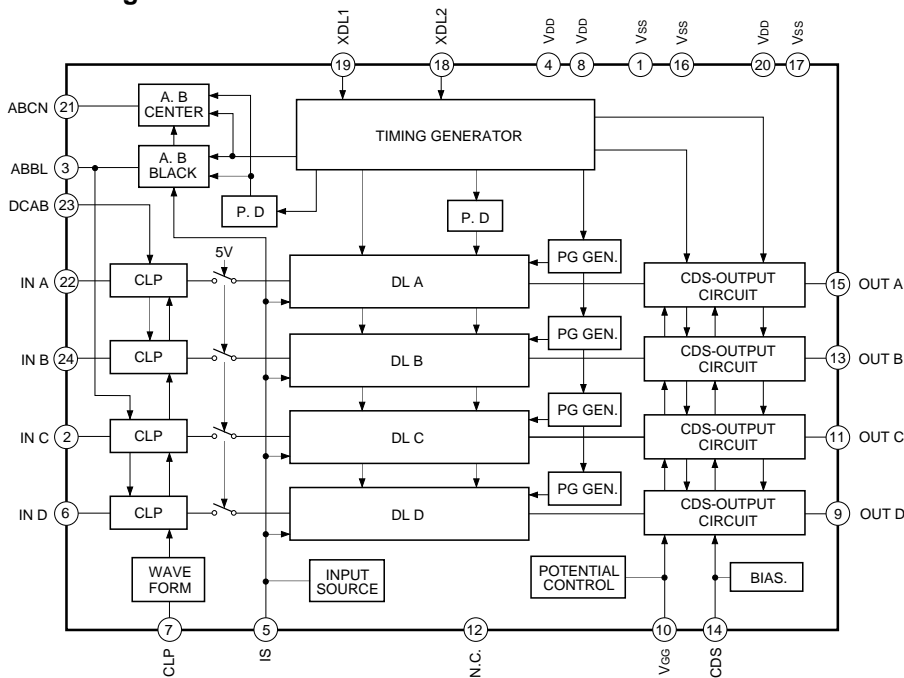 XDL1
XDL2
VDD
VDD
VSS
VSS
VDD
VSS
19
18
4
8
1
16
20
17
ABCN
21
A. B
CENTER
TIMING GENERATOR
ABBL
3
A. B
BLACK
DCAB
23
P. D
P. D
5V
PG GEN.
IN A
22
CLP
DL A
CDS-OUTPUT
CIRCUIT
15
OUT A
PG GEN.
IN B
24
CLP
DL B
CDS-OUTPUT
CIRCUIT
13
OUT B
PG GEN.
IN C
2
CLP
DL C
CDS-OUTPUT
CIRCUIT
11
OUT C
PG GEN.
IN D
6
CLP
DL D
CDS-OUTPUT
CIRCUIT
9
OUT D
WAVE
FORM
INPUT
SOURCE
POTENTIAL
CONTROL
BIAS.
7
5
12
10
14
CLP
IS
N.C.
VGG
CDS